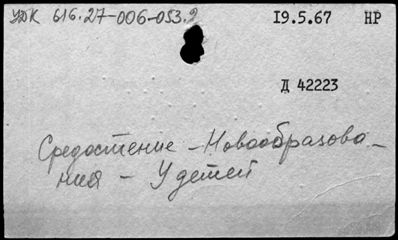 УДК 616.27-006-053.2 19.5.67 НР
Д 42223
Средостение - Новообразова-
ния - У детей